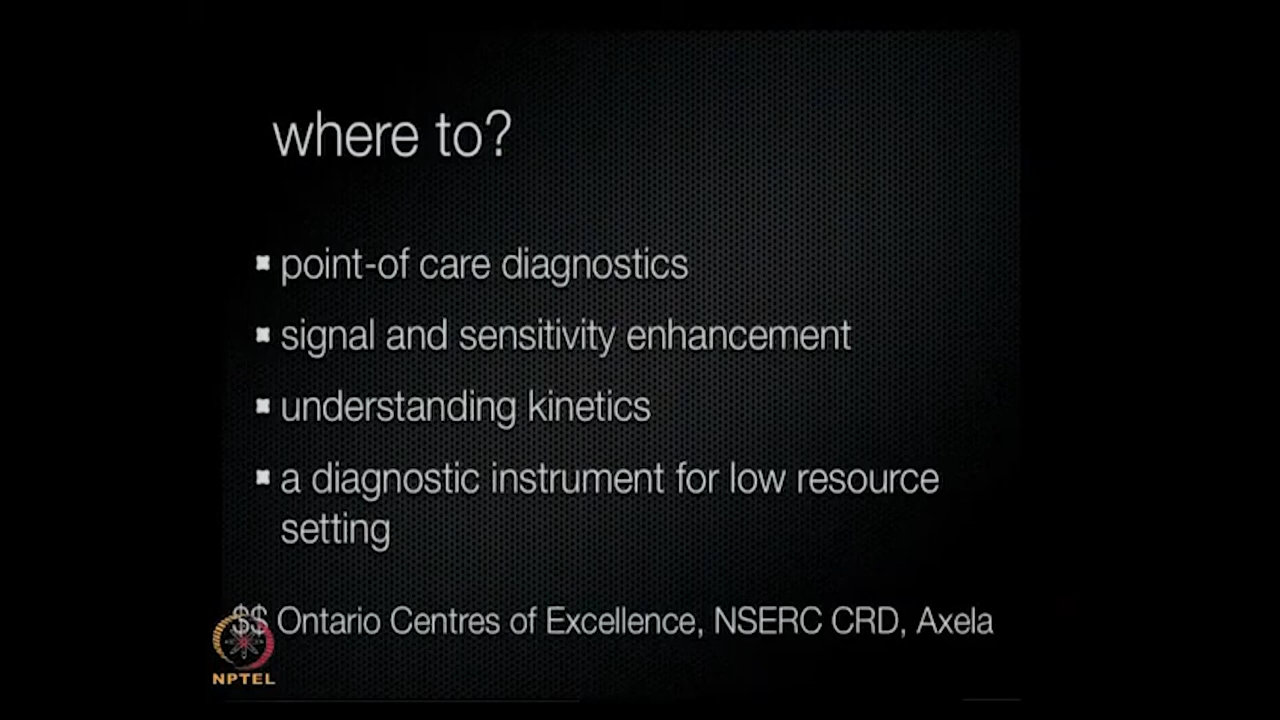 where to?
point-of care diagnostics
signal and sensitivity enhancement
understanding kinetics
a diagnostic instrument for low resource
setting
$$ Ontario Centres of Excellence, NSERC CRD, Axela
NPTEL